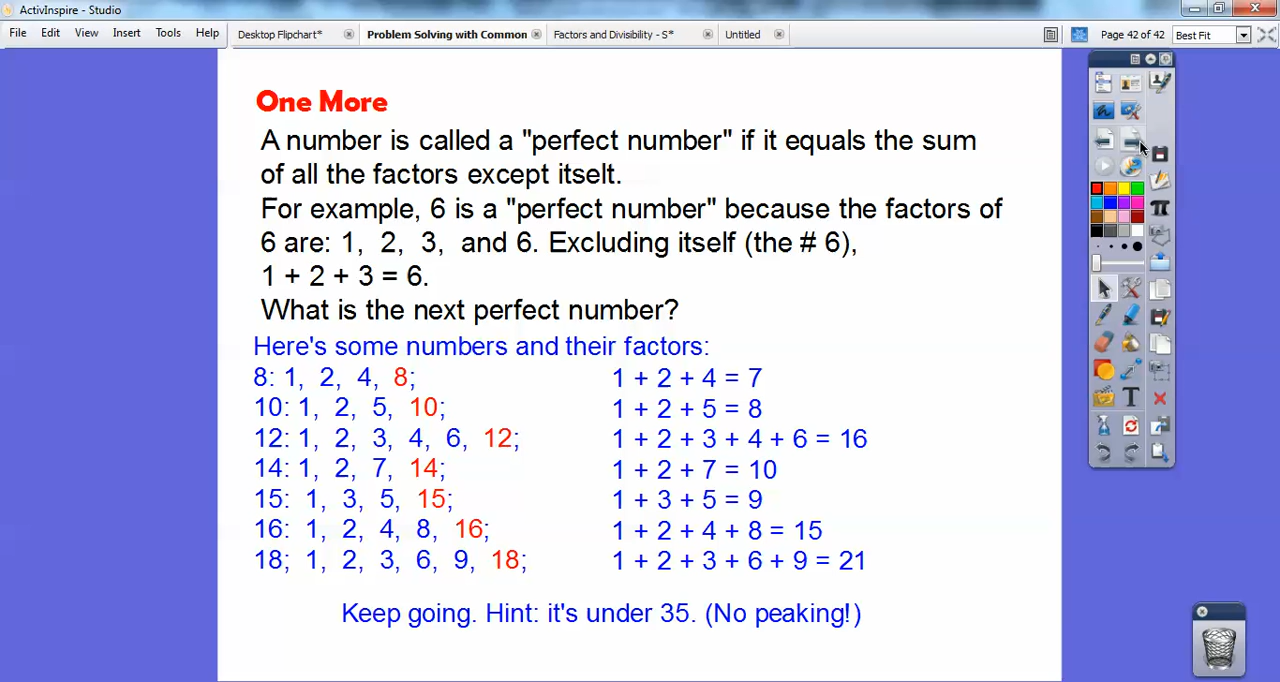 ActivInspire - Studio
File Edit View Insert Tools Help
Desktop Flipchart* Problem Solving with Common Factors and Divisibility - S* Untitled
Page 42 of 42 Best Fit
One More
A number is called a "perfect number" if it equals the sum
of all the factors except itselt.
For example, 6 is a "perfect number" because the factors of
6 are: 1, 2, 3, and 6. Excluding itself (the # 6),
1 + 2 + 3 = 6.
What is the next perfect number?
Here's some numbers and their factors:
8: 1, 2, 4, 8; 1 + 2 + 4 = 7
10: 1, 2, 5, 10; 1 + 2 + 5 = 8
12: 1, 2, 3, 4, 6, 12; 1 + 2 + 3 + 4 + 6 = 16
14: 1, 2, 7, 14; 1 + 2 + 7 = 10
15: 1, 3, 5, 15; 1 + 3 + 5 = 9
16: 1, 2, 4, 8, 16; 1 + 2 + 4 + 8 = 15
18; 1, 2, 3, 6, 9, 18; 1 + 2 + 3 + 6 + 9 = 21
Keep going. Hint: it's under 35. (No peaking!)